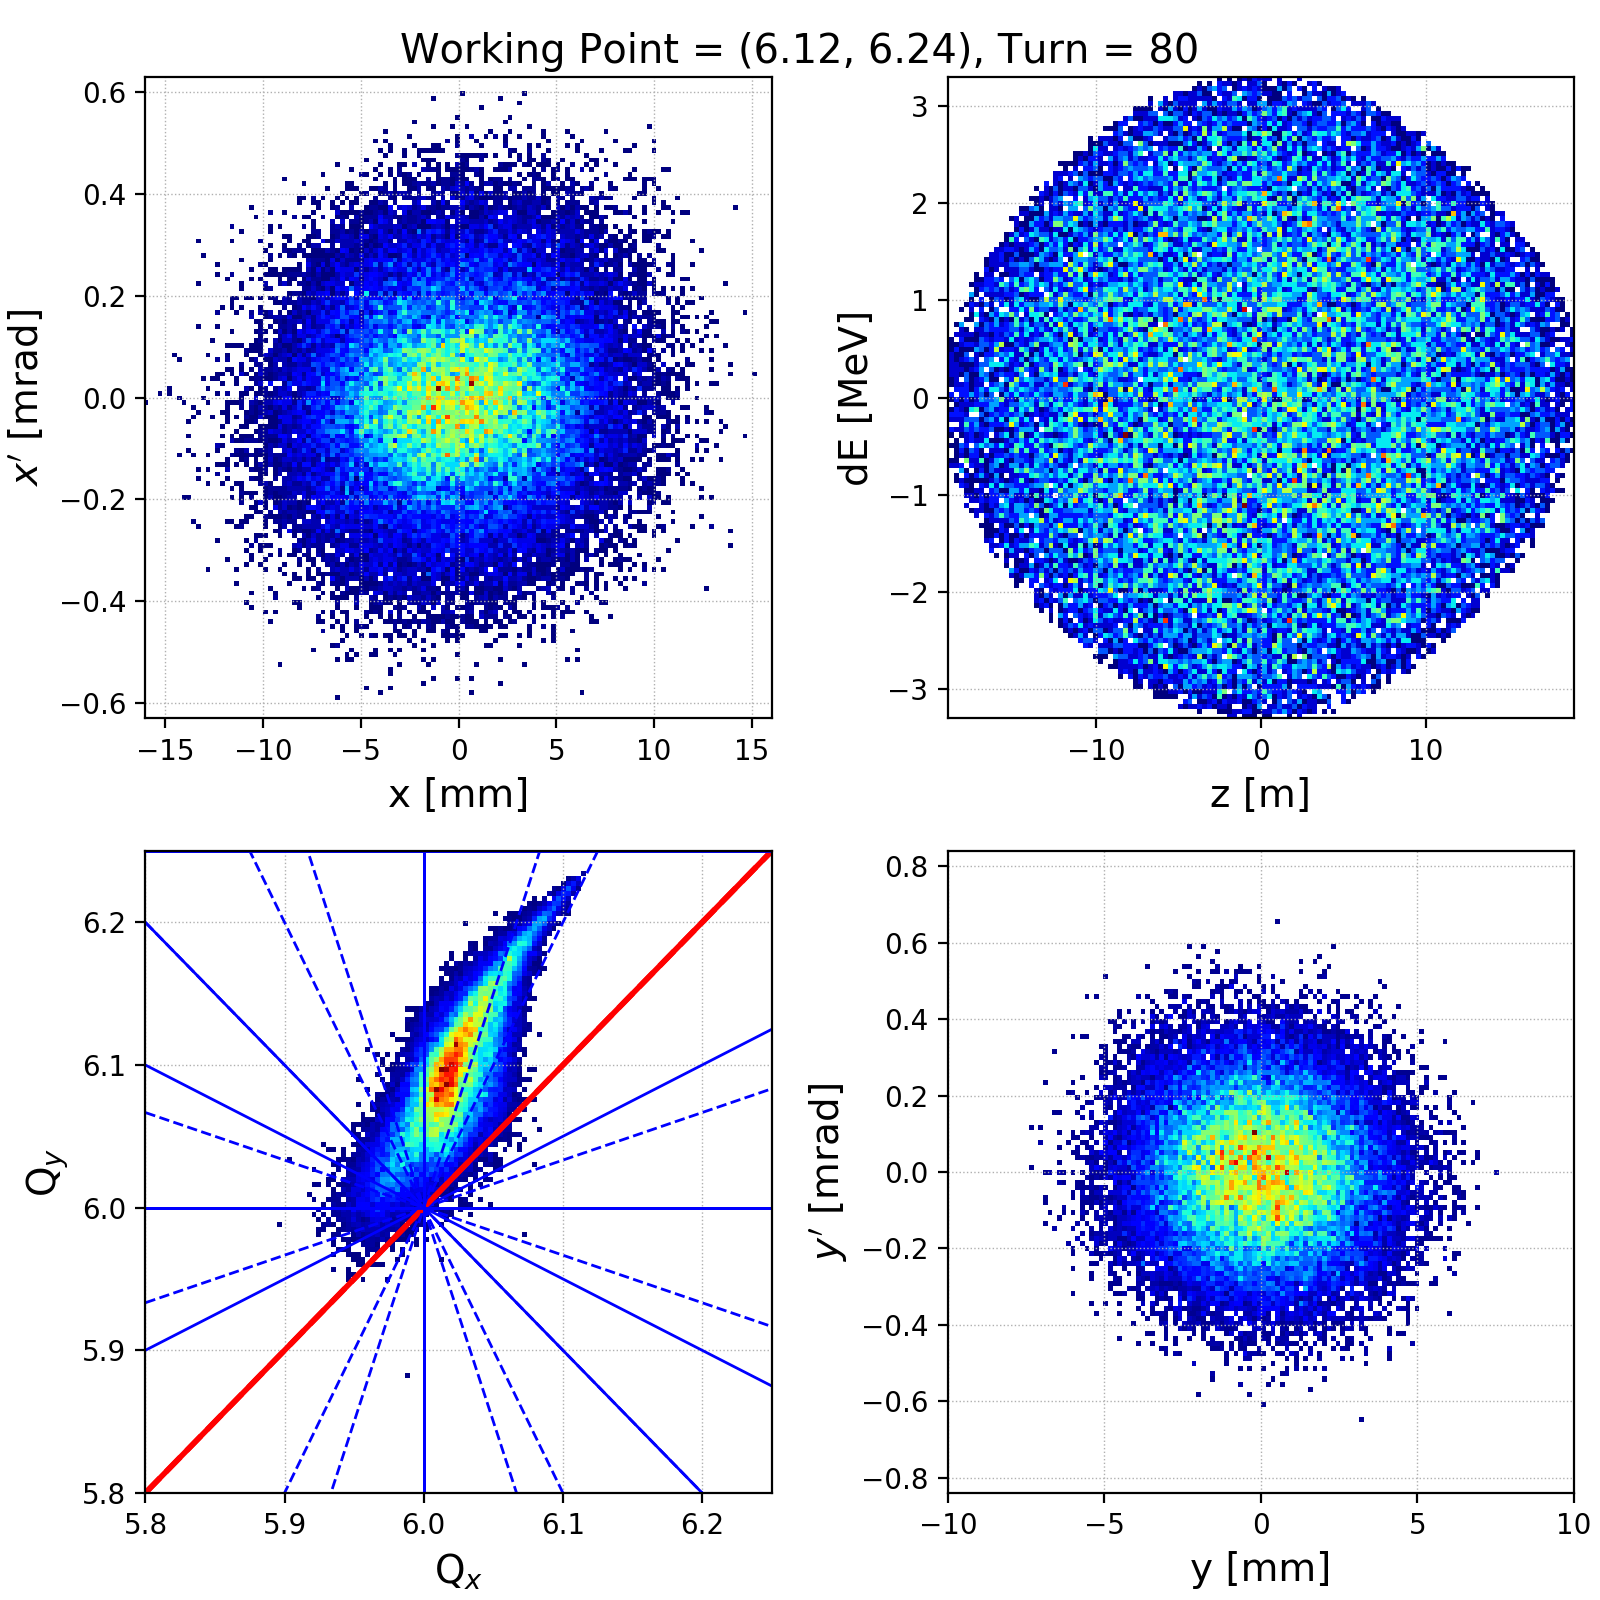 Working Point = (6.12, 6.24), Turn = 80
0.6
0.4
0.2
0.0
−0.2
−0.4
−0.6
x′ [mrad]
−15 −10 −5 0 5 10 15
x [mm]
3
2
1
0
−1
−2
−3
dE [MeV]
−10 0 10
z [m]
6.2
6.1
6.0
5.9
5.8
Qy
5.8 5.9 6.0 6.1 6.2
Qx
0.8
0.6
0.4
0.2
0.0
−0.2
−0.4
−0.6
−0.8
y′ [mrad]
−10 −5 0 5 10
y [mm]